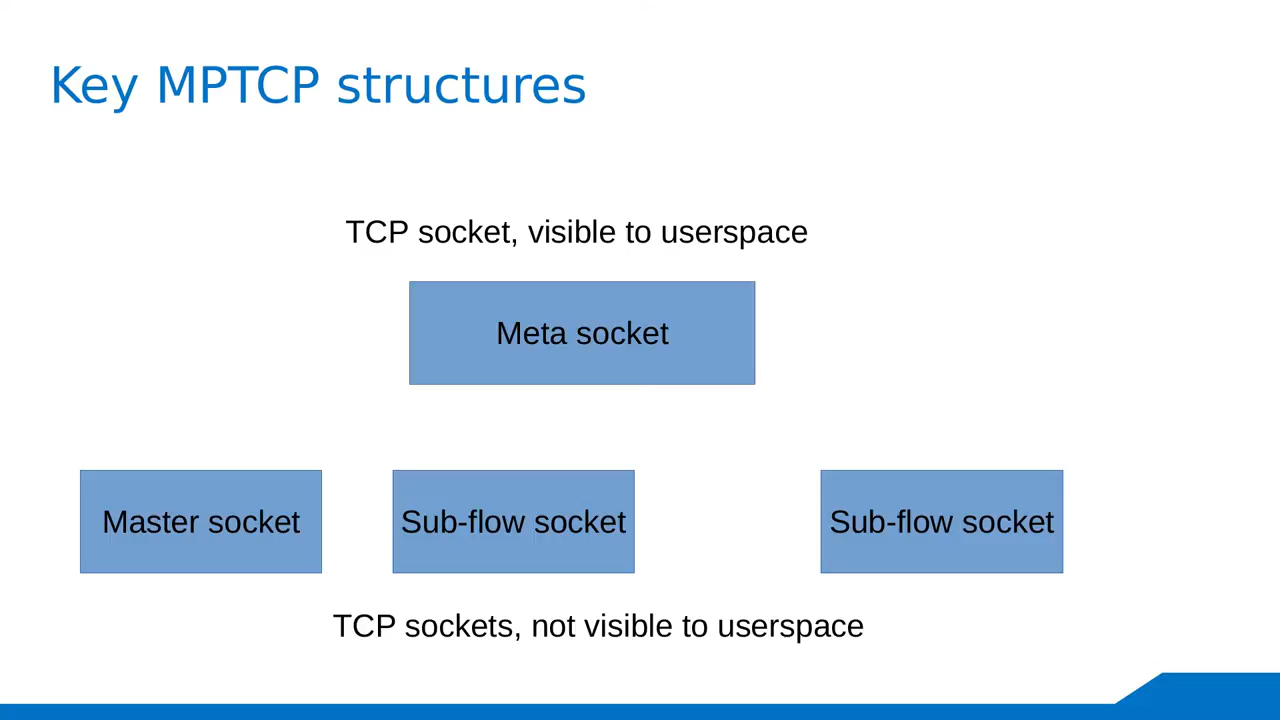 Key MPTCP structures
TCP socket, visible to userspace
Meta socket
Master socket
Sub-flow socket
Sub-flow socket
TCP sockets, not visible to userspace